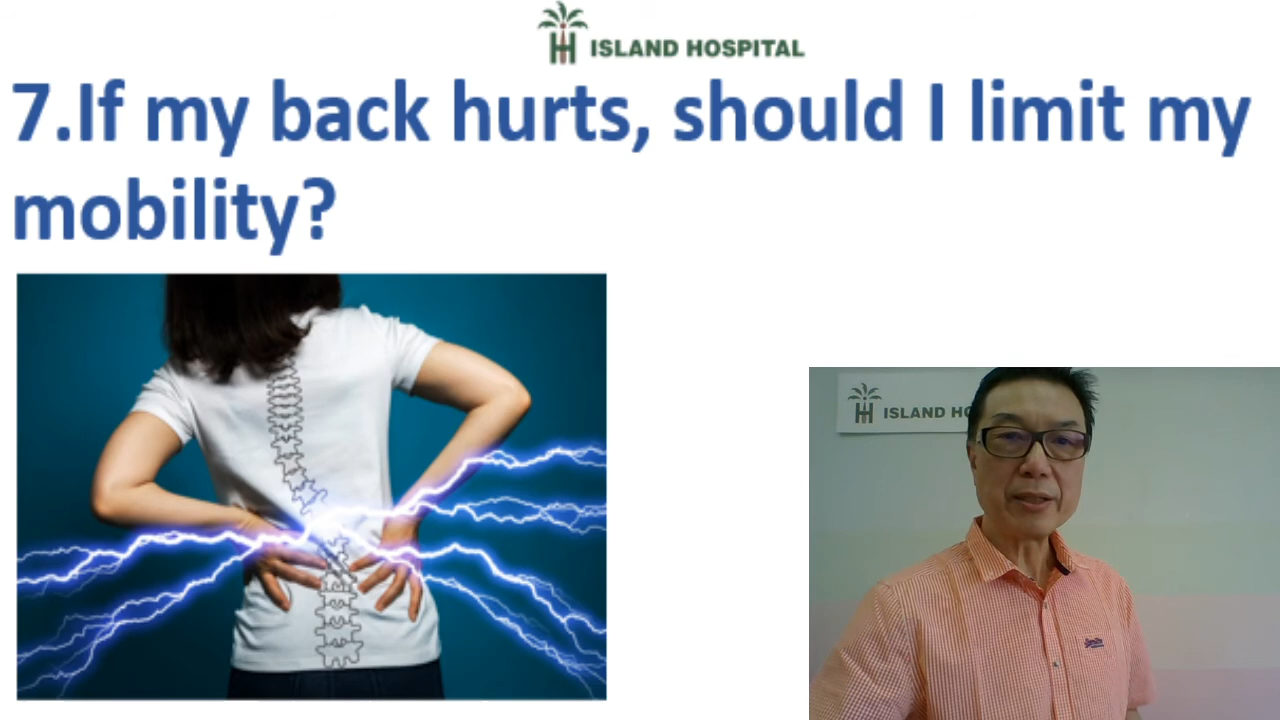 ISLAND HOSPITAL
7.If my back hurts, should I limit my
mobility?
ISLAND HO